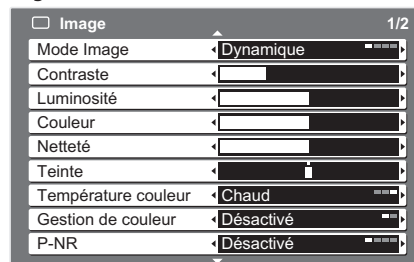 Image 1/2
Mode Image Dynamique
Contraste
Luminosité
Couleur
Netteté
Teinte
Température couleur Chaud
Gestion de couleur Désactivé
P-NR Désactivé